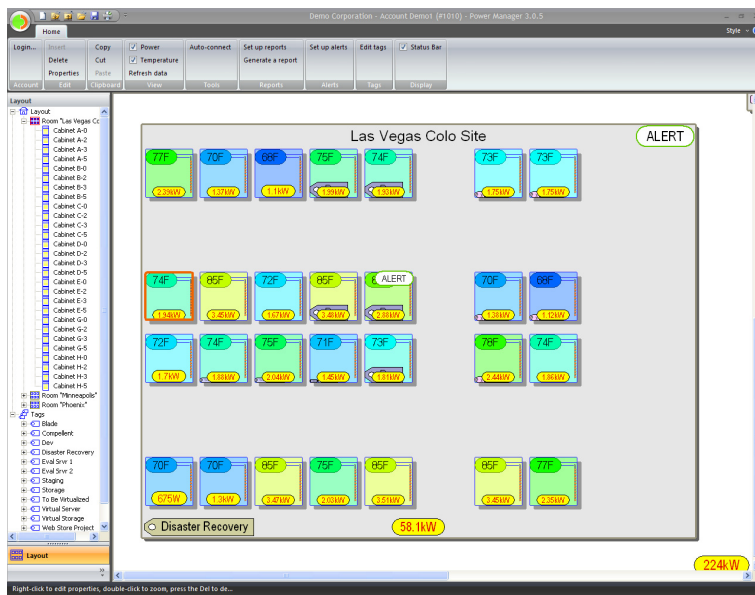 Demo Corporation - Account Demo1 (#1010) - Power Manager 3.0.5
Home
Style
Login... Insert Copy Power Auto-connect Set up reports Set up alerts Edit tags Status Bar
Delete Cut Temperature Generate a report
Properties Paste Refresh data
Account Edit Clipboard View Tools Reports Alerts Tags Display
Layout
Layout
Room "Las Vegas Cc
Cabinet A-0
Cabinet A-2
Cabinet A-3
Cabinet A-5
Cabinet B-0
Cabinet B-2
Cabinet B-3
Cabinet B-5
Cabinet C-0
Cabinet C-2
Cabinet C-3
Cabinet C-5
Cabinet D-0
Cabinet D-2
Cabinet D-3
Cabinet D-5
Cabinet E-0
Cabinet E-2
Cabinet E-3
Cabinet E-5
Cabinet G-0
Cabinet G-2
Cabinet G-3
Cabinet G-5
Cabinet H-0
Cabinet H-2
Cabinet H-3
Cabinet H-5
Room "Minneapolis"
Room "Phoenix"
Tags
Blade
Compellent
Dev
Disaster Recovery
Eval Srvr 1
Eval Srvr 2
Staging
Storage
To Be Virtualized
Virtual Server
Virtual Storage
Web Store Project
Layout
Las Vegas Colo Site ALERT
77F 70F 68F 75F 74F 73F 73F
2.39kW 1.37kW 1.1kW 1.99kW 1.93kW 1.75kW 1.75kW
74F 85F 72F 85F ALERT 70F 68F
1.94kW 3.45kW 1.67kW 3.48kW 2.88kW 1.38kW 1.12kW
72F 74F 75F 71F 73F 78F 74F
1.7kW 1.88kW 2.04kW 1.45kW 1.81kW 2.44kW 1.86kW
70F 70F 85F 75F 85F 85F 77F
675W 1.3kW 3.47kW 2.03kW 3.51kW 3.45kW 2.35kW
Disaster Recovery 58.1kW
224kW
Right-click to edit properties, double-click to zoom, press the Del to de...